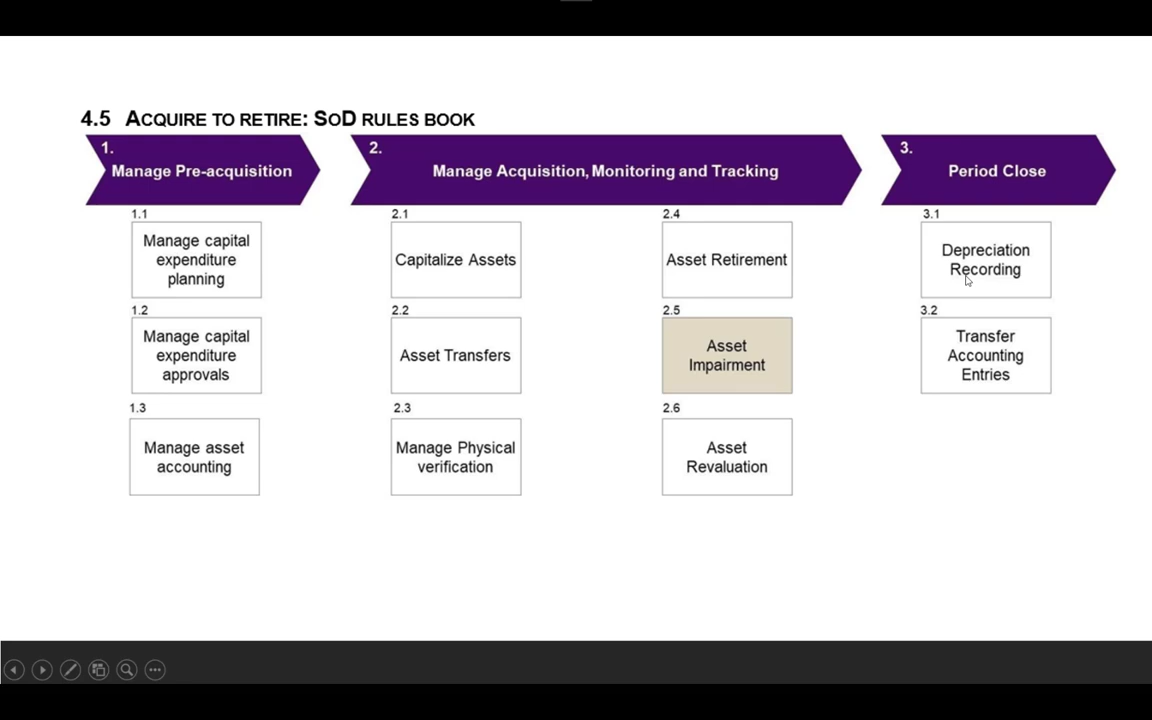 4.5 ACQUIRE TO RETIRE: SOD RULES BOOK
1.
Manage Pre-acquisition
2.
Manage Acquisition, Monitoring and Tracking
3.
Period Close
1.1
Manage capital
expenditure
planning
1.2
Manage capital
expenditure
approvals
1.3
Manage asset
accounting
2.1
Capitalize Assets
2.2
Asset Transfers
2.3
Manage Physical
verification
2.4
Asset Retirement
2.5
Asset
Impairment
2.6
Asset
Revaluation
3.1
Depreciation
Recording
3.2
Transfer
Accounting
Entries